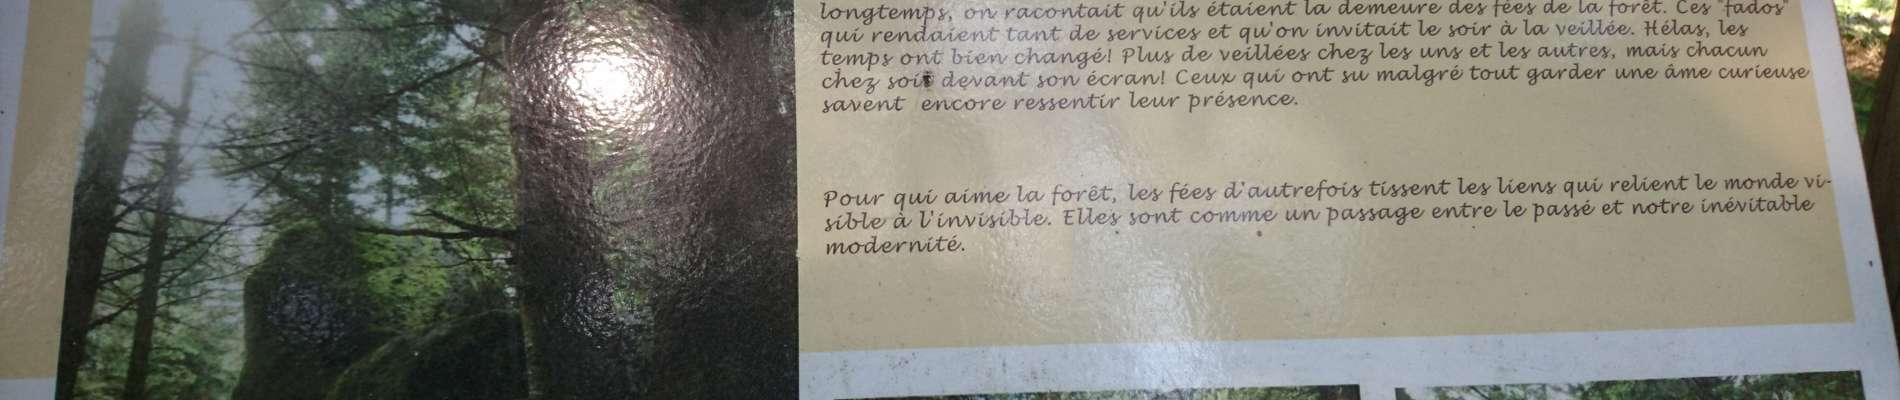 longtemps, on racontait qu'ils étaient la demeure des fées de la forêt. Ces "fados"
qui rendaient tant de services et qu'on invitait le soir à la veillée. Hélas, les
temps ont bien changé! Plus de veillées chez les uns et les autres, mais chacun
chez soi devant son écran! Ceux qui ont su malgré tout garder une âme curieuse
savent encore ressentir leur présence.
Pour qui aime la forêt, les fées d'autrefois tissent les liens qui relient le monde vi-
sible à l'invisible. Elles sont comme un passage entre le passé et notre inévitable
modernité.